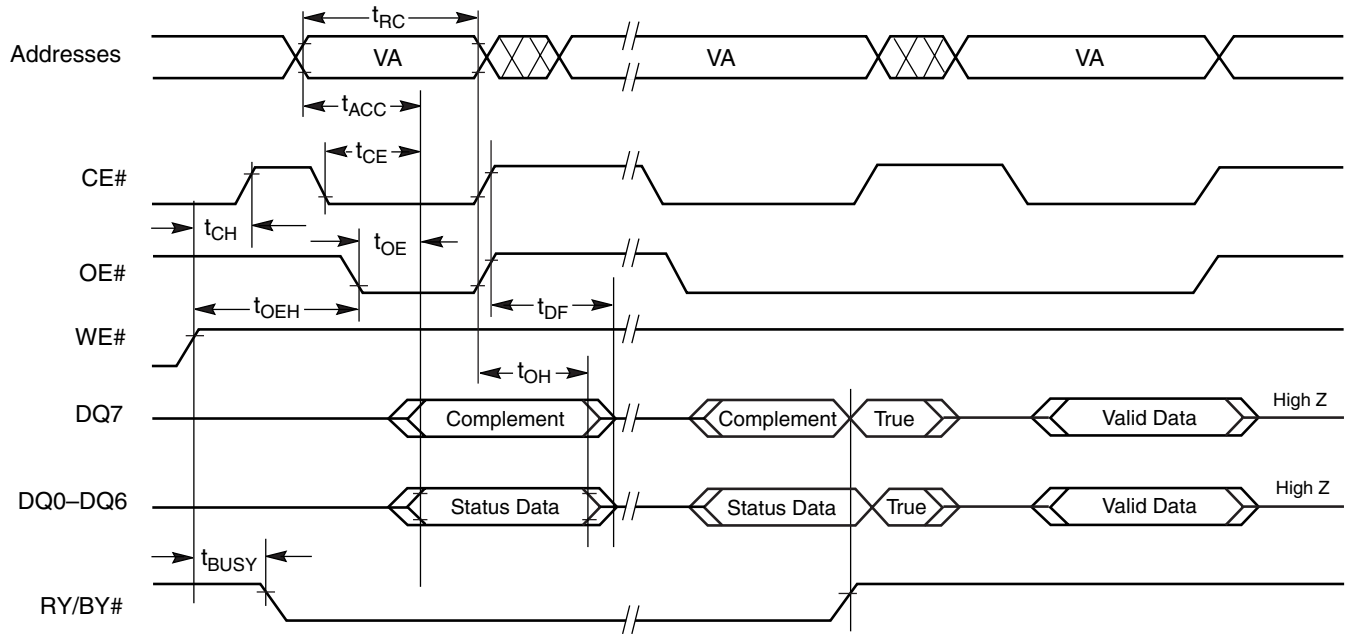 tRC
Addresses VA VA VA
tACC
tCE
CE#
tCH tOE
OE#
tOEH tDF
WE#
tOH
DQ7 Complement Complement True Valid Data High Z
DQ0–DQ6 Status Data Status Data True Valid Data High Z
tBUSY
RY/BY#